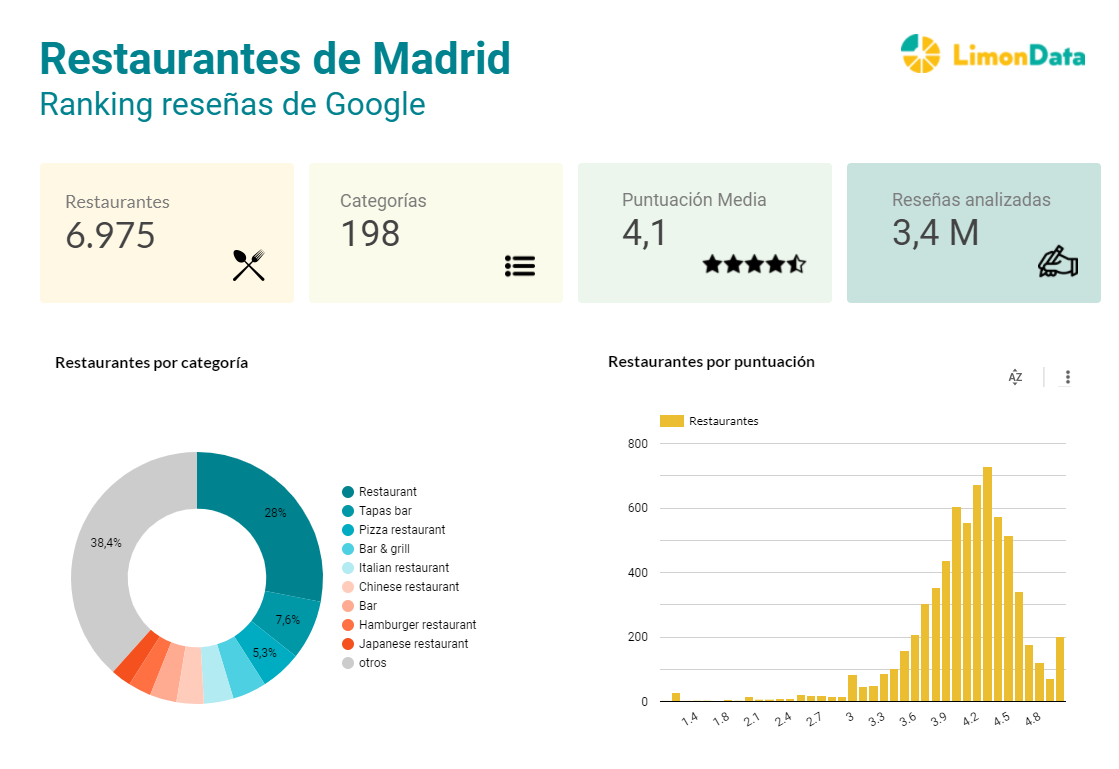 Restaurantes de Madrid
Ranking reseñas de Google
LimonData
Restaurantes
6.975
Categorías
198
Puntuación Media
4,1
Reseñas analizadas
3,4 M
Restaurantes por categoría
28%
7,6%
5,3%
38,4%
Restaurant
Tapas bar
Pizza restaurant
Bar & grill
Italian restaurant
Chinese restaurant
Bar
Hamburger restaurant
Japanese restaurant
otros
Restaurantes por puntuación
AZ
Restaurantes
800
600
400
200
0
1.4 1.8 2.1 2.4 2.7 3 3.3 3.6 3.9 4.2 4.5 4.8